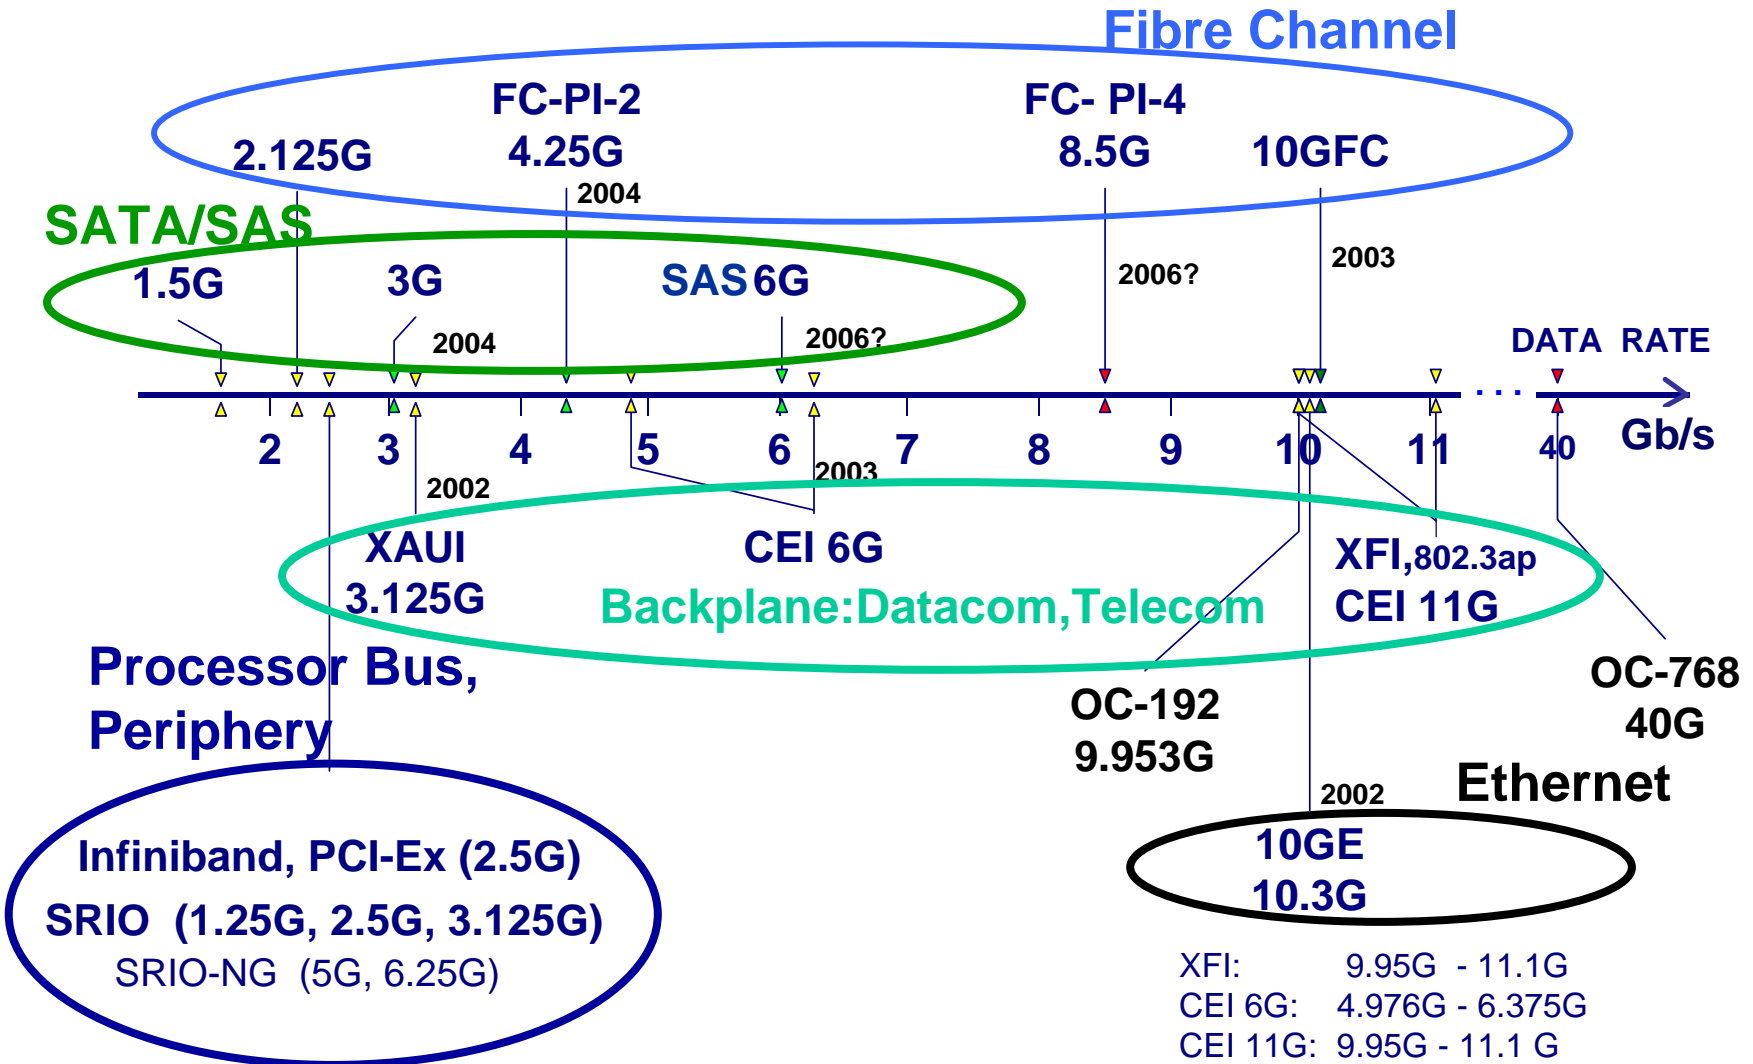 Fibre Channel
FC-PI-2
FC- PI-4
2.125G
4.25G
8.5G
10GFC
2004
SATA/SAS
1.5G
3G
SAS 6G
2006?
2003
2004
2006?
DATA RATE
. . .
2 3 4 5 6 7 8 9 10 11 40
Gb/s
2002
2003
XAUI
3.125G
CEI 6G
XFI,802.3ap
CEI 11G
Backplane:Datacom,Telecom
Processor Bus,
Periphery
OC-192
9.953G
OC-768
40G
Ethernet
2002
10GE
10.3G
Infiniband, PCI-Ex (2.5G)
SRIO (1.25G, 2.5G, 3.125G)
SRIO-NG (5G, 6.25G)
XFI: 9.95G - 11.1G
CEI 6G: 4.976G - 6.375G
CEI 11G: 9.95G - 11.1 G